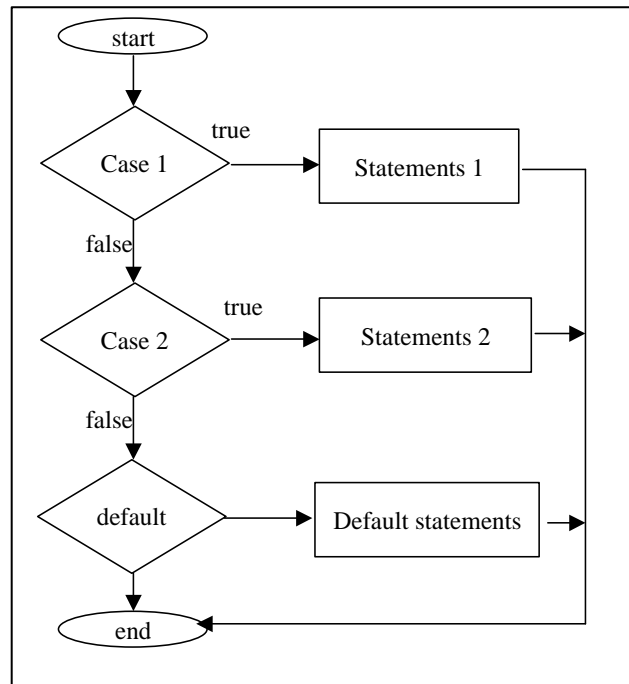 start
true
Case 1
Statements 1
false
true
Case 2
Statements 2
false
default
Default statements
end